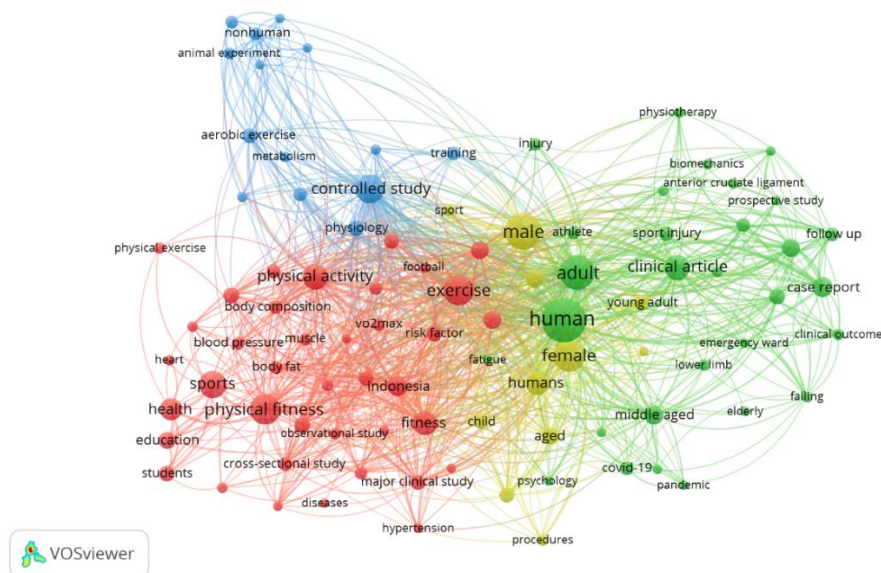 nonhuman
animal experiment
physiotherapy
aerobic exercise
injury
metabolism
training
biomechanics
controlled study
anterior cruciate ligament
prospective study
sport
physiology
male
athlete
sport injury
follow up
physical exercise
football
physical activity
adult
clinical article
exercise
case report
body composition
young adult
human
vo2max
blood pressure
muscle
risk factor
clinical outcome
emergency ward
heart
body fat
fatigue
female
lower limb
sports
indonesia
humans
falling
health
physical fitness
middle aged
elderly
fitness
child
education
observational study
aged
students
cross-sectional study
covid-19
major clinical study
psychology
pandemic
diseases
hypertension
procedures
VOSviewer